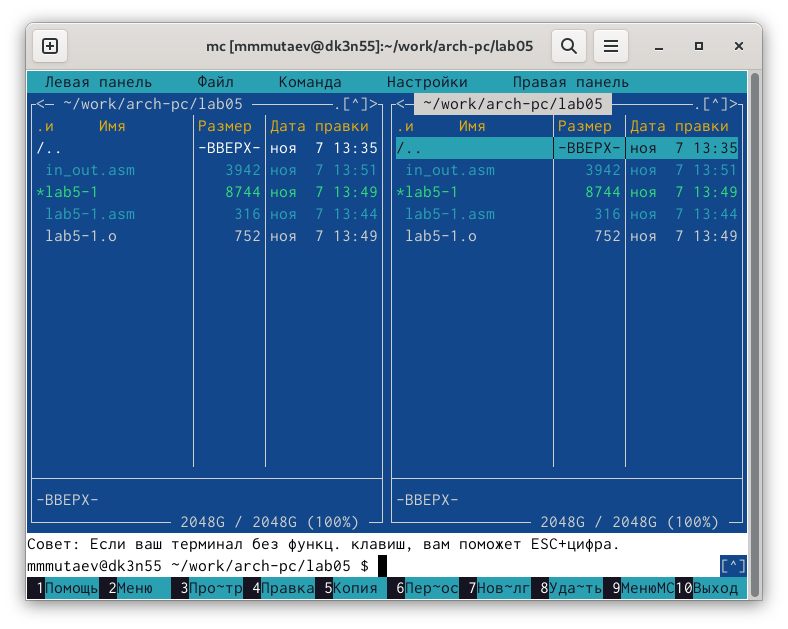 mc [mmmutaev@dk3n55]:~/work/arch-pc/lab05
Левая панель Файл Команда Настройки Правая панель
<─ ~/work/arch-pc/lab05 ─.[^]> <─ ~/work/arch-pc/lab05 ─.[^]>
.и Имя Размер Дата правки .и Имя Размер Дата правки
/.. -ВВЕРХ- ноя 7 13:35 /.. -ВВЕРХ- ноя 7 13:35
in_out.asm 3942 ноя 7 13:51 in_out.asm 3942 ноя 7 13:51
*lab5-1 8744 ноя 7 13:49 *lab5-1 8744 ноя 7 13:49
lab5-1.asm 316 ноя 7 13:44 lab5-1.asm 316 ноя 7 13:44
lab5-1.o 752 ноя 7 13:49 lab5-1.o 752 ноя 7 13:49
-ВВЕРХ- -ВВЕРХ-
2048G / 2048G (100%) 2048G / 2048G (100%)
Совет: Если ваш терминал без функц. клавиш, вам поможет ESC+цифра.
mmmutaev@dk3n55 ~/work/arch-pc/lab05 $ [^]
1Помощь 2Меню 3Про~тр 4Правка 5Копия 6Пер~ос 7Нов~лг 8Уда~ть 9МенюMC 10Выход